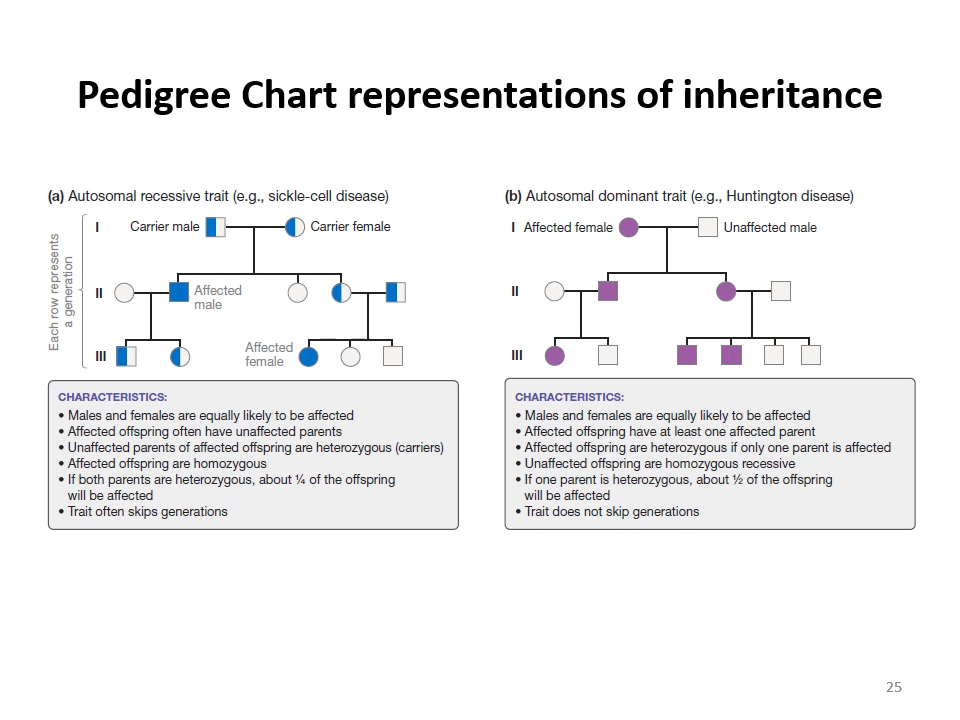 Pedigree Chart representations of inheritance
(a) Autosomal recessive trait (e.g., sickle-cell disease)
Each row represents
a generation
I
Carrier male
Carrier female
II
Affected
male
III
Affected
female
CHARACTERISTICS:
• Males and females are equally likely to be affected
• Affected offspring often have unaffected parents
• Unaffected parents of affected offspring are heterozygous (carriers)
• Affected offspring are homozygous
• If both parents are heterozygous, about ¼ of the offspring
will be affected
• Trait often skips generations
(b) Autosomal dominant trait (e.g., Huntington disease)
I Affected female
Unaffected male
II
III
CHARACTERISTICS:
• Males and females are equally likely to be affected
• Affected offspring have at least one affected parent
• Affected offspring are heterozygous if only one parent is affected
• Unaffected offspring are homozygous recessive
• If one parent is heterozygous, about ½ of the offspring
will be affected
• Trait does not skip generations
25